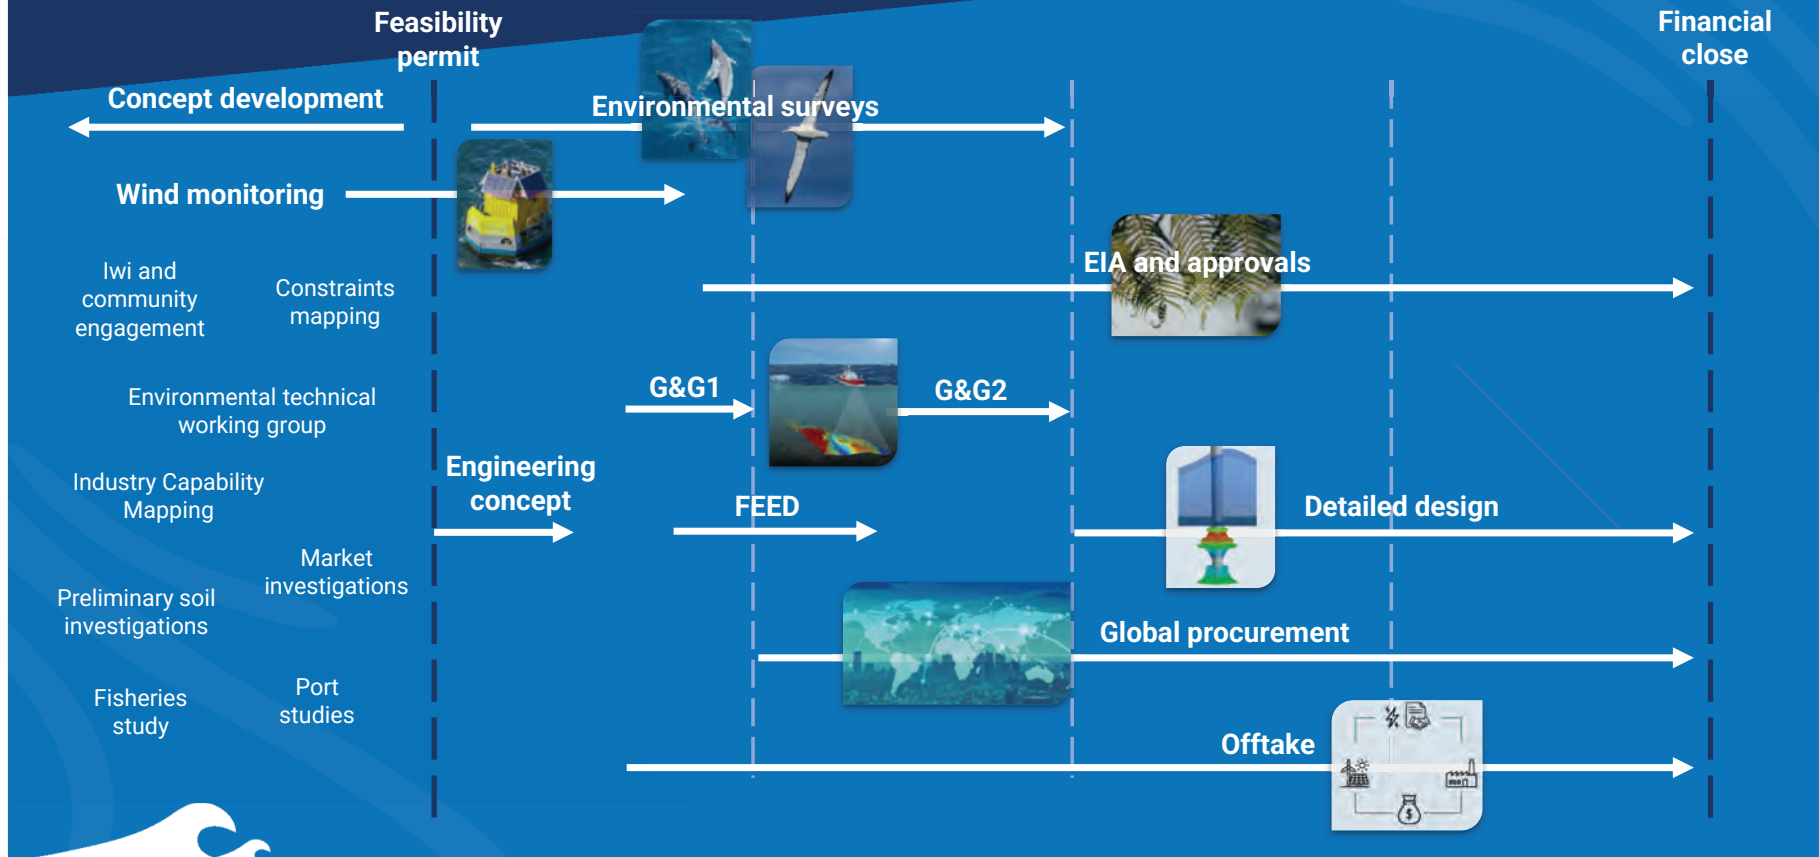 Feasibility
permit
Financial
close
Concept development
Environmental surveys
Wind monitoring
EIA and approvals
Iwi and
community
engagement
Constraints
mapping
G&G1
G&G2
Environmental technical
working group
Engineering
concept
Industry Capability
Mapping
FEED
Detailed design
Market
investigations
Preliminary soil
investigations
Global procurement
Fisheries
study
Port
studies
Offtake
$